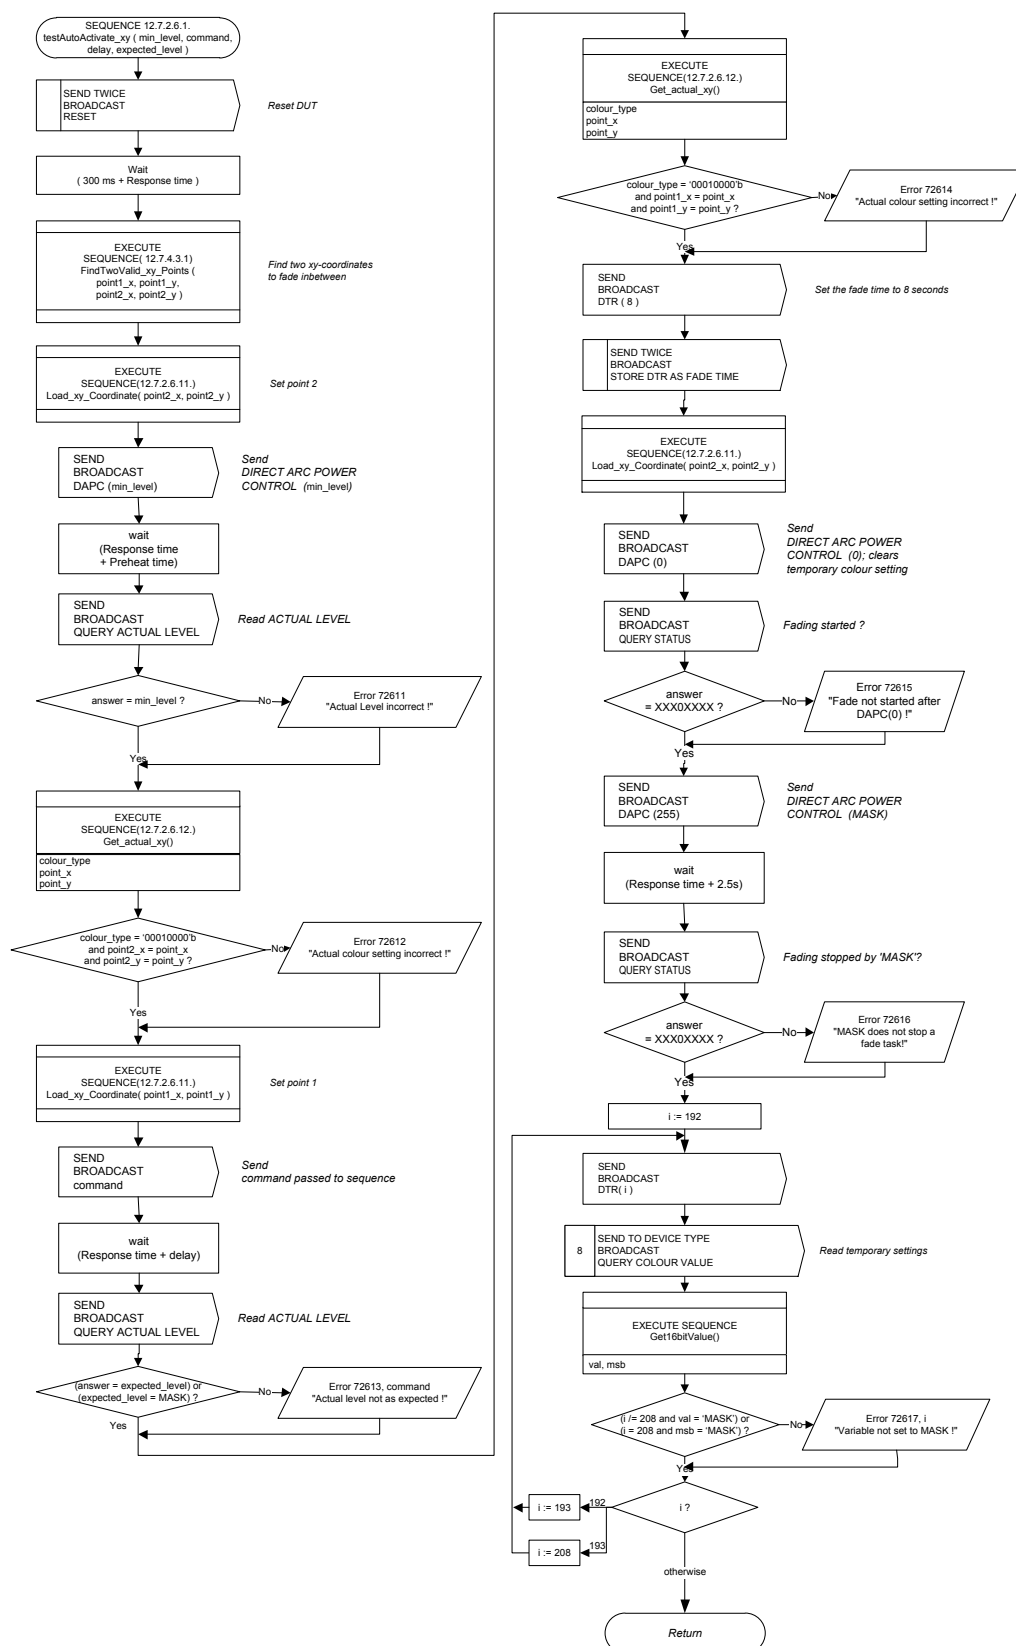 SEQUENCE 12.7.2.6.1.
testAutoActivate_xy ( min_level, command,
delay, expected_level )
SEND TWICE
BROADCAST
RESET
Reset DUT
Wait
( 300 ms + Response time )
EXECUTE
SEQUENCE( 12.7.4.3.1)
FindTwoValid_xy_Points (
point1_x, point1_y,
point2_x, point2_y )
Find two xy-coordinates
to fade inbetween
EXECUTE
SEQUENCE(12.7.2.6.11.)
Load_xy_Coordinate( point2_x, point2_y )
Set point 2
SEND
BROADCAST
DAPC (min_level)
Send
DIRECT ARC POWER
CONTROL (min_level)
wait
(Response time
+ Preheat time)
SEND
BROADCAST
QUERY ACTUAL LEVEL
Read ACTUAL LEVEL
answer = min_level ?
No
Error 72611
"Actual Level incorrect !"
Yes
EXECUTE
SEQUENCE(12.7.2.6.12.)
Get_actual_xy()
colour_type
point_x
point_y
colour_type = ‘00010000’b
and point2_x = point_x
and point2_y = point_y ?
No
Error 72612
"Actual colour setting incorrect !"
Yes
EXECUTE
SEQUENCE(12.7.2.6.11.)
Load_xy_Coordinate( point1_x, point1_y )
Set point 1
SEND
BROADCAST
command
Send
command passed to sequence
wait
(Response time + delay)
SEND
BROADCAST
QUERY ACTUAL LEVEL
Read ACTUAL LEVEL
(answer = expected_level) or
(expected_level = MASK) ?
No
Error 72613, command
"Actual level not as expected !"
Yes
EXECUTE
SEQUENCE(12.7.2.6.12.)
Get_actual_xy()
colour_type
point_x
point_y
colour_type = ‘00010000’b
and point1_x = point_x
and point1_y = point_y ?
No
Error 72614
"Actual colour setting incorrect !"
Yes
SEND
BROADCAST
DTR ( 8 )
Set the fade time to 8 seconds
SEND TWICE
BROADCAST
STORE DTR AS FADE TIME
EXECUTE
SEQUENCE(12.7.2.6.11.)
Load_xy_Coordinate( point2_x, point2_y )
SEND
BROADCAST
DAPC (0)
Send
DIRECT ARC POWER
CONTROL (0); clears
temporary colour setting
SEND
BROADCAST
QUERY STATUS
Fading started ?
answer
= XXX0XXXX ?
No
Error 72615
"Fade not started after
DAPC(0) !"
Yes
SEND
BROADCAST
DAPC (255)
Send
DIRECT ARC POWER
CONTROL (MASK)
wait
(Response time + 2.5s)
SEND
BROADCAST
QUERY STATUS
Fading stopped by 'MASK'?
answer
= XXX0XXXX ?
No
Error 72616
"MASK does not stop a
fade task!"
Yes
i := 192
SEND
BROADCAST
DTR( i )
8
SEND TO DEVICE TYPE
BROADCAST
QUERY COLOUR VALUE
Read temporary settings
EXECUTE SEQUENCE
Get16bitValue()
val, msb
(i /= 208 and val = ‘MASK’) or
(i = 208 and msb = ‘MASK’) ?
No
Error 72617, i
"Variable not set to MASK !"
Yes
i ?
192
i := 193
193
i := 208
otherwise
Return